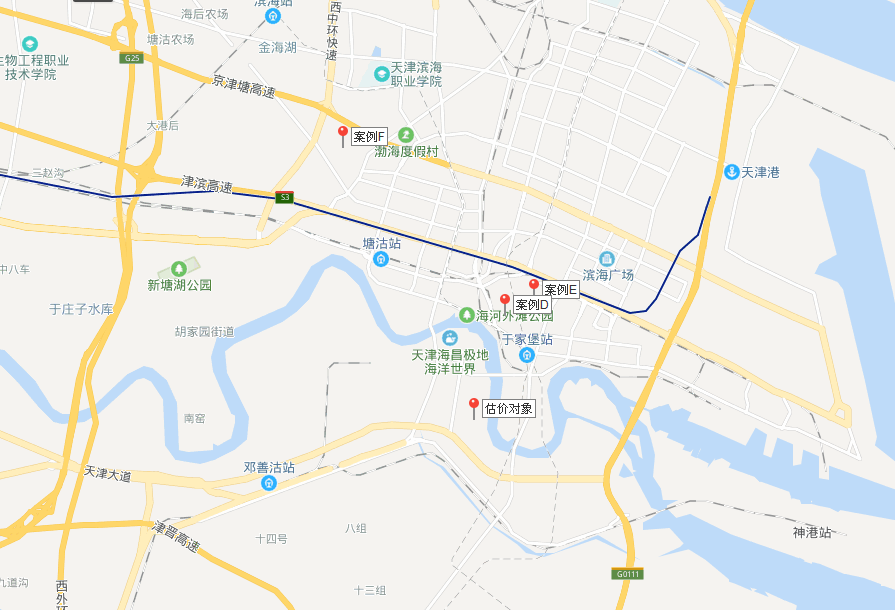 滨海站
海后农场
西中环快速
塘沽农场
金海湖
生物工程职业
技术学院
G25
天津滨海
职业学院
京津塘高速
大港后
案例F
渤海度假村
三赵沟
天津港
津滨高速
S3
塘沽站
滨海广场
中八车
新塘湖公园
案例E
案例D
于庄子水库
海河外滩公园
胡家园街道
于家堡站
天津海昌极地
海洋世界
估价对象
南窑
邓善沽站
天津大道
八组
津晋高速
十四号
神港站
G0111
九道沟
西外环
十三组